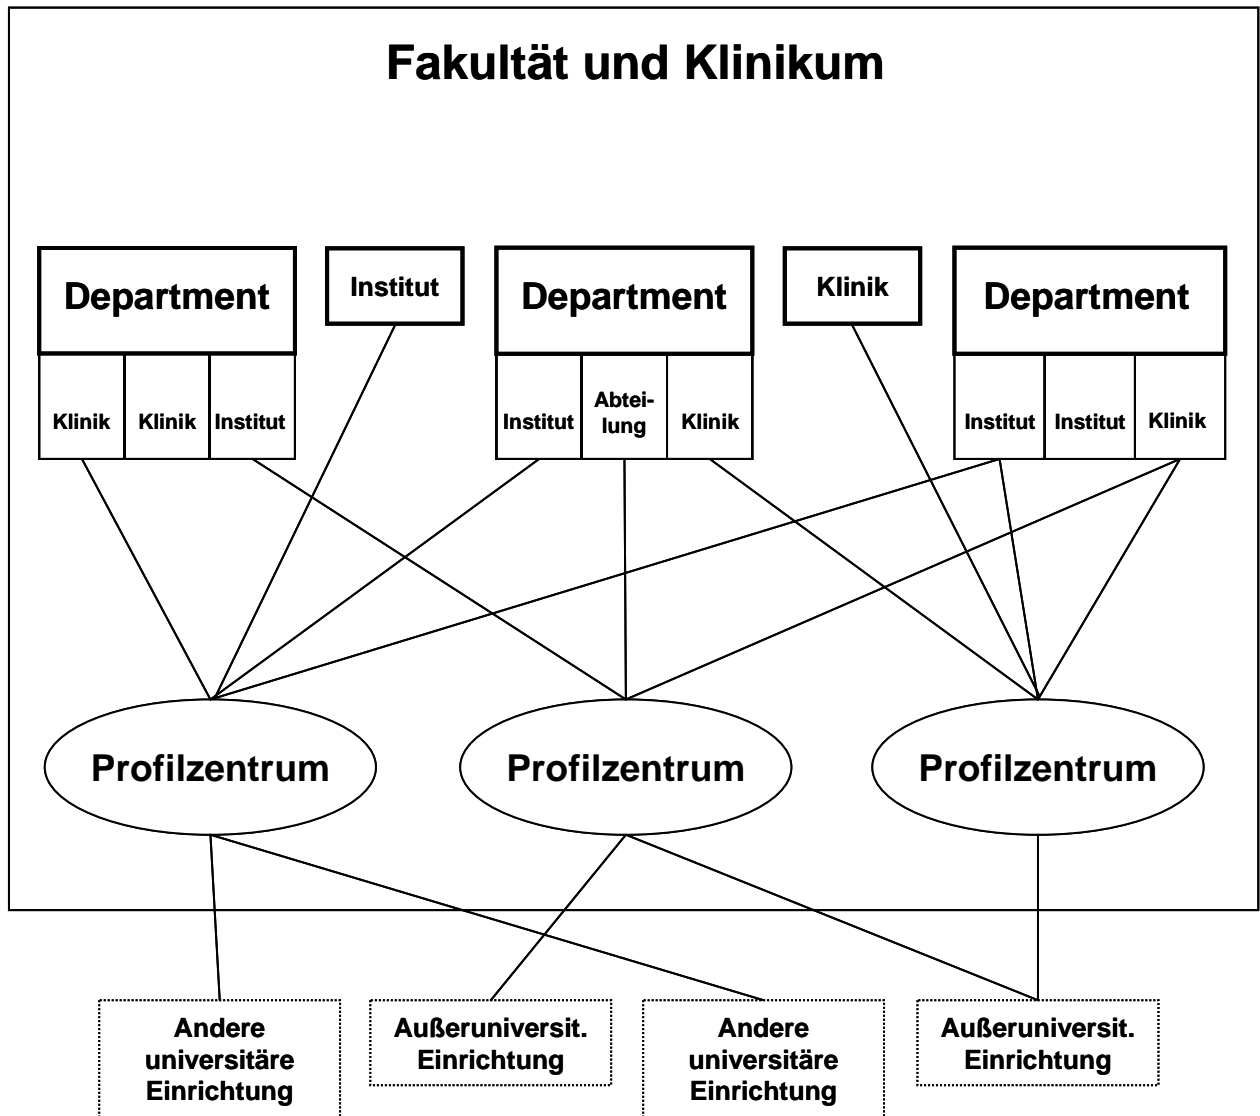 Fakultät und Klinikum
Department
Institut
Department
Klinik
Department
Klinik
Klinik
Institut
Institut
Abtei-
lung
Klinik
Institut
Institut
Klinik
Profilzentrum
Profilzentrum
Profilzentrum
Andere
universitäre
Einrichtung
Außeruniversit.
Einrichtung
Andere
universitäre
Einrichtung
Außeruniversit.
Einrichtung